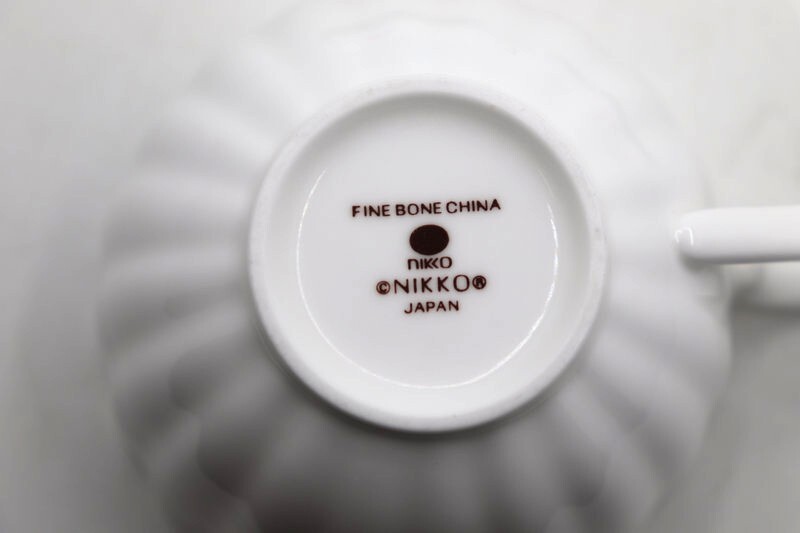 FINE BONE CHINA
nikko
©NIKKO®
JAPAN